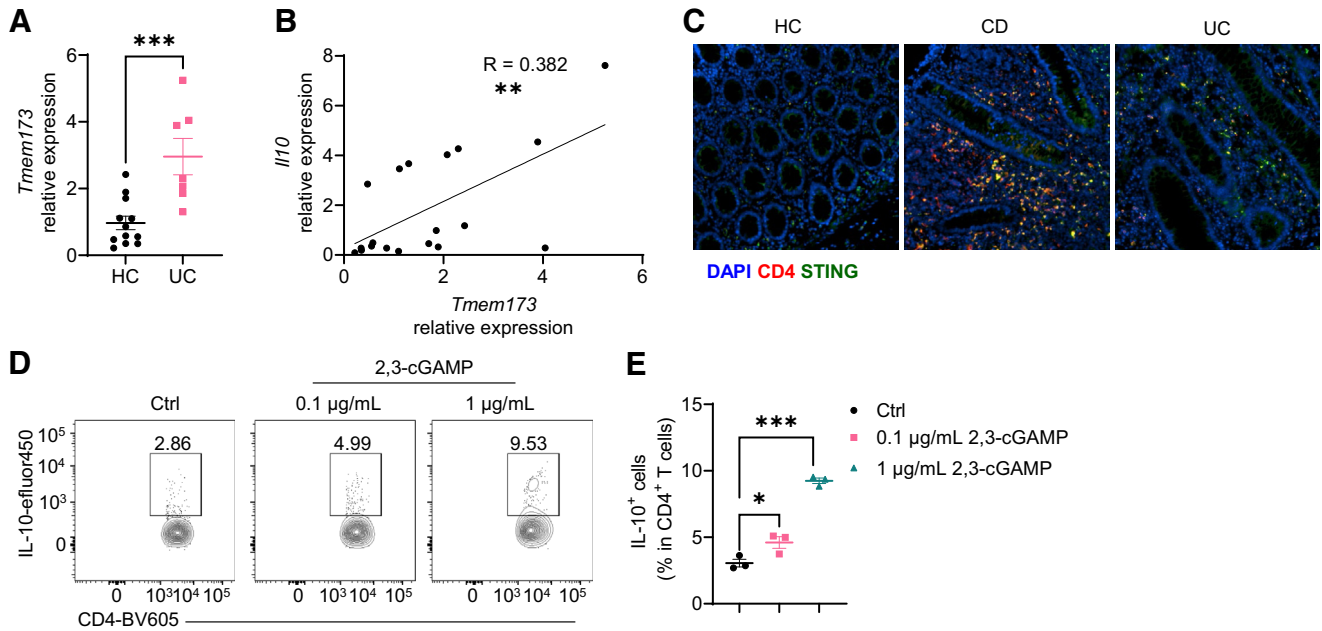 A
***
6
4
2
0
Tmem173
relative expression
HC
UC
B
8
6
4
2
0
Il10
relative expression
R = 0.382
**
0
2
4
6
Tmem173
relative expression
C
HC
CD
UC
DAPI CD4 STING
D
2,3-cGAMP
Ctrl
0.1 µg/mL
1 µg/mL
IL-10-efluor450
10⁵
10⁴
10³
0
2.86
4.99
9.53
0 10³ 10⁴ 10⁵
0 10³ 10⁴ 10⁵
0 10³ 10⁴ 10⁵
CD4-BV605
E
15
10
5
0
IL-10⁺ cells
(% in CD4⁺ T cells)
***
*
Ctrl
0.1 µg/mL 2,3-cGAMP
1 µg/mL 2,3-cGAMP